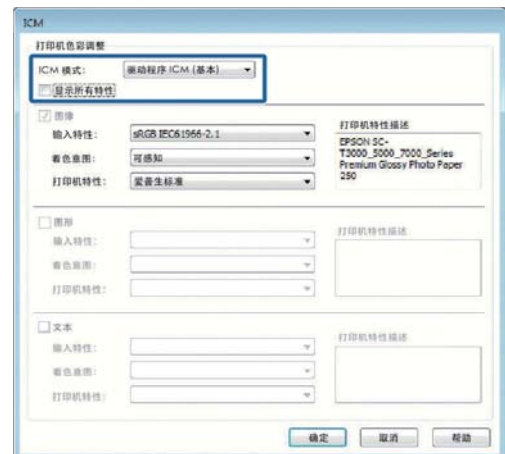 ICM
打印机色彩调整
ICM 模式: 驱动程序 ICM (基本)
显示所有特性
图像
输入特性: sRGB IEC61966-2.1
着色意图: 可感知
打印机特性: 爱普生标准
打印机特性描述
EPSON SC-
T3000_5000_7000_Series
Premium Glossy Photo Paper
250
图形
输入特性:
着色意图:
打印机特性:
打印机特性描述
文本
输入特性:
着色意图:
打印机特性:
打印机特性描述
确定 取消 帮助